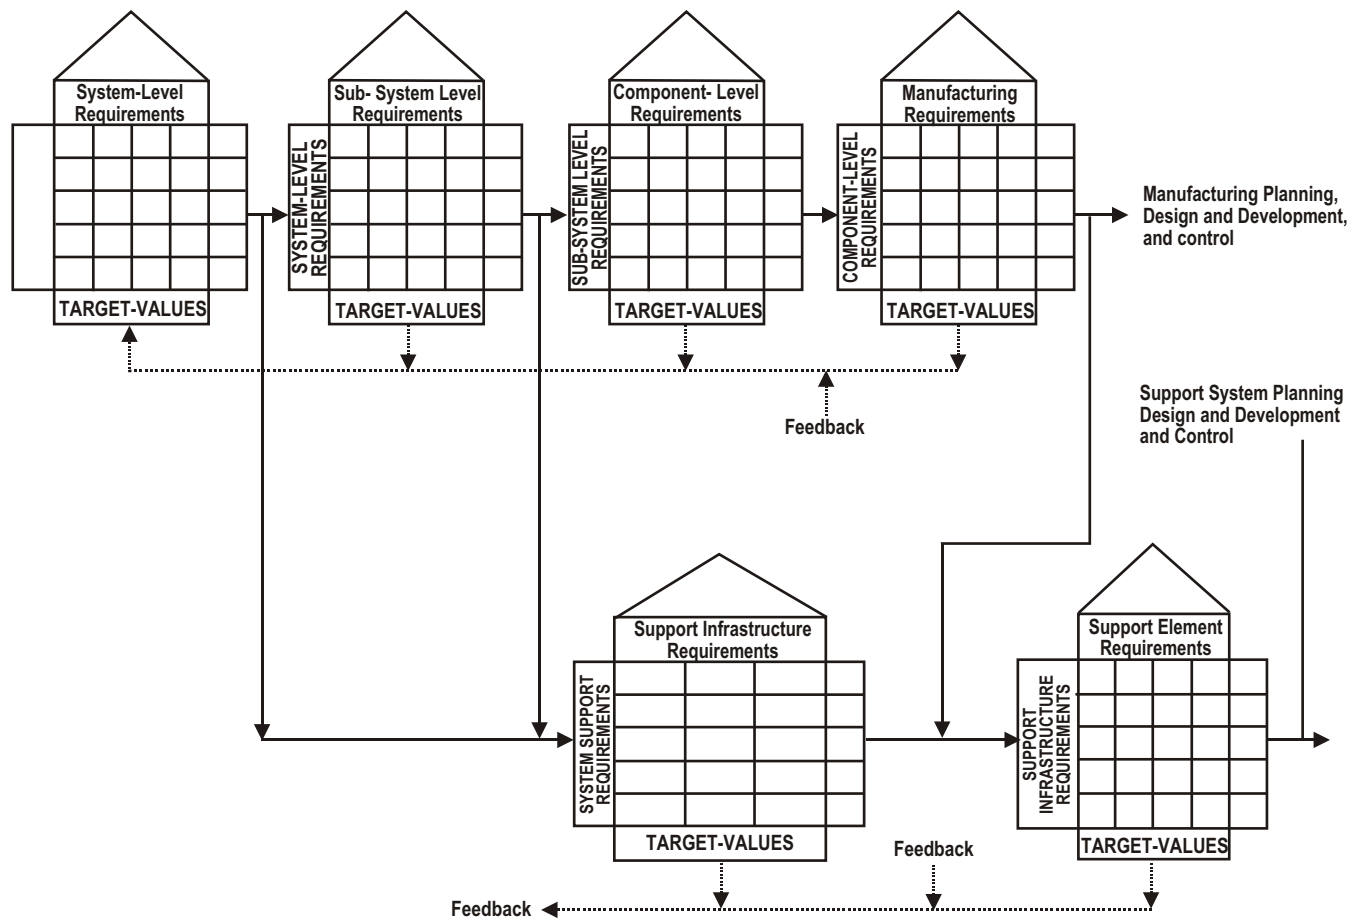 System-Level
Requirements
Sub- System Level
Requirements
Component- Level
Requirements
Manufacturing
Requirements
SYSTEM-LEVEL
REQUIREMENTS
SUB-SYSTEM LEVEL
REQUIREMENTS
COMPONENT-LEVEL
REQUIREMENTS
Manufacturing Planning,
Design and Development,
and control
TARGET-VALUES
TARGET-VALUES
TARGET-VALUES
TARGET-VALUES
Feedback
Support System Planning
Design and Development
and Control
Support Infrastructure
Requirements
Support Element
Requirements
SYSTEM SUPPORT
REQUIREMENTS
SUPPORT
INFRASTRUCTURE
REQUIREMENTS
TARGET-VALUES
TARGET-VALUES
Feedback
Feedback